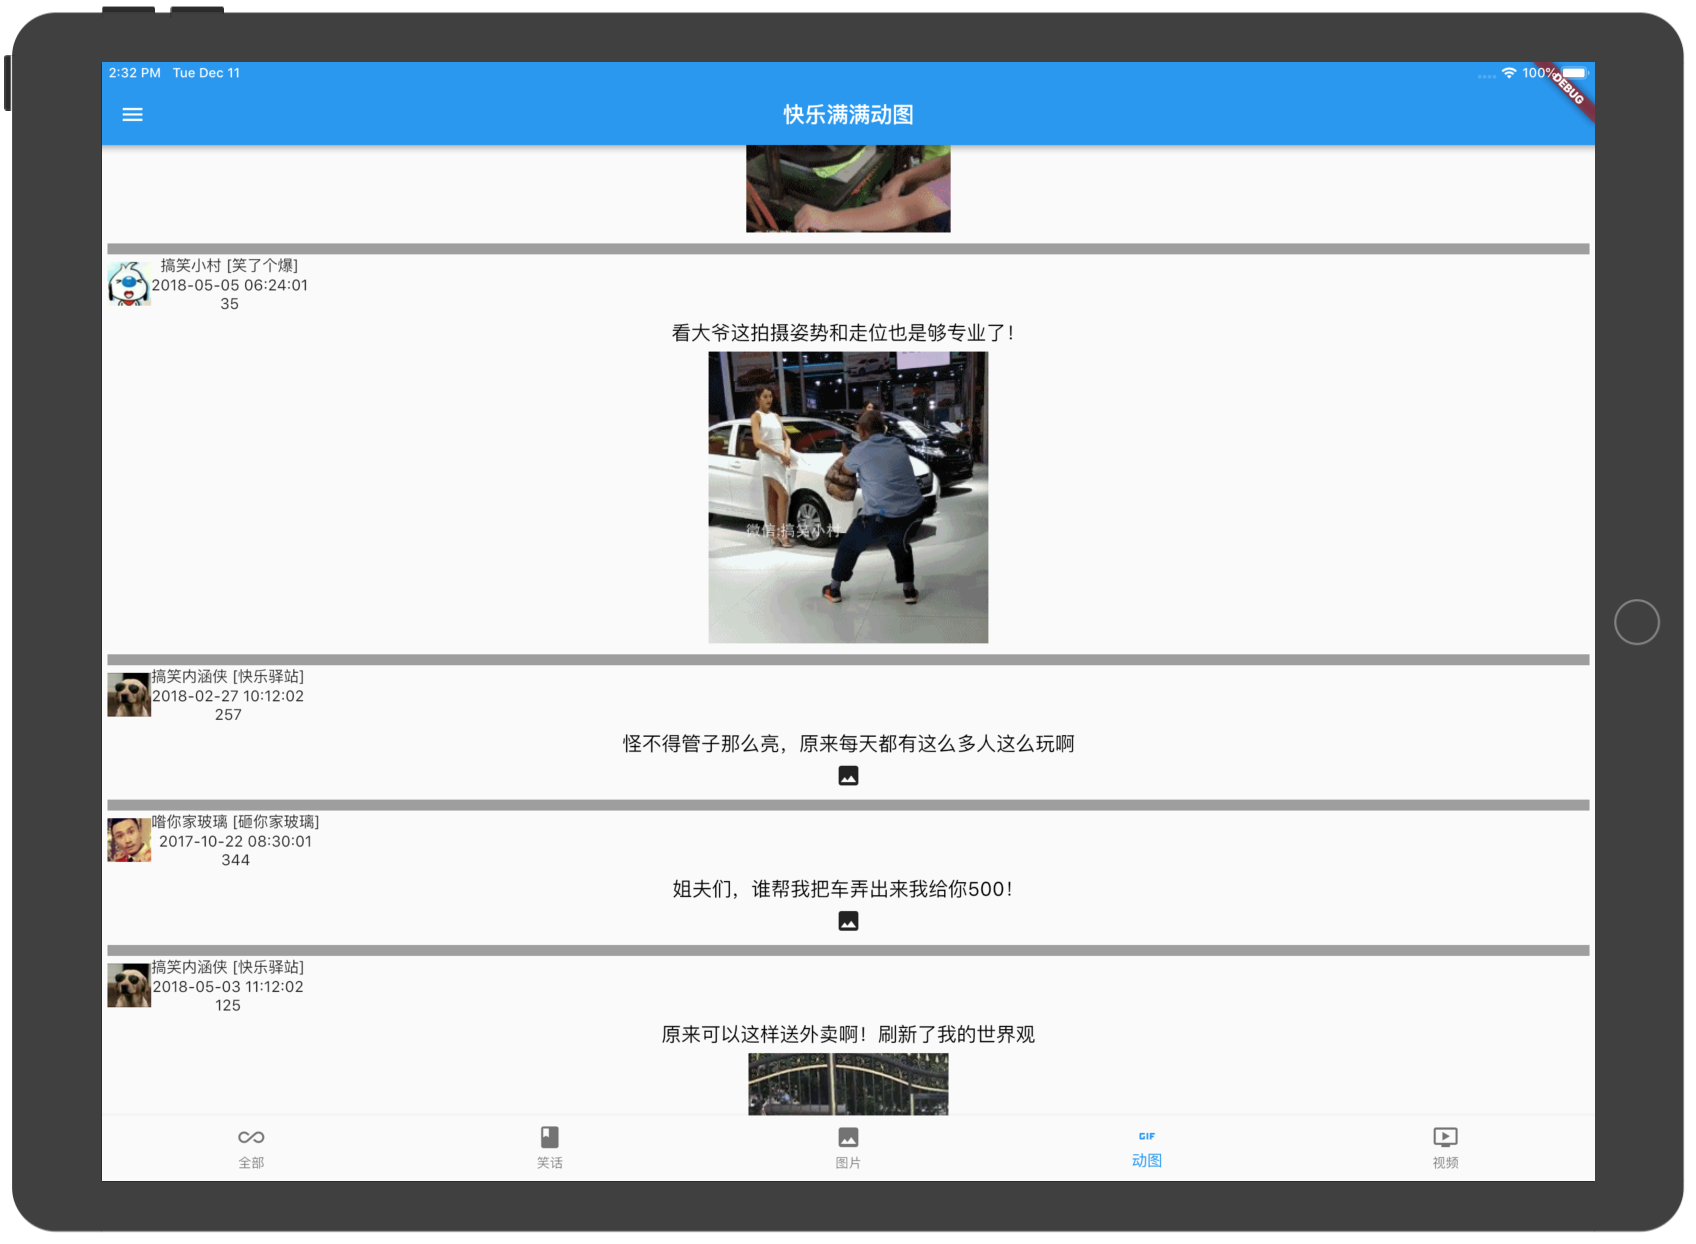 2:32 PM Tue Dec 11
100%
DEBUG
快乐满满动图
搞笑小村 [笑了个爆]
2018-05-05 06:24:01
35
看大爷这拍摄姿势和走位也是够专业了！
微信:搞笑小村
搞笑内涵侠 [快乐驿站]
2018-02-27 10:12:02
257
怪不得管子那么亮，原来每天都有这么多人这么玩啊
嗒你家玻璃 [砸你家玻璃]
2017-10-22 08:30:01
344
姐夫们，谁帮我把车弄出来我给你500！
搞笑内涵侠 [快乐驿站]
2018-05-03 11:12:02
125
原来可以这样送外卖啊！刷新了我的世界观
全部
笑话
图片
GIF
动图
视频